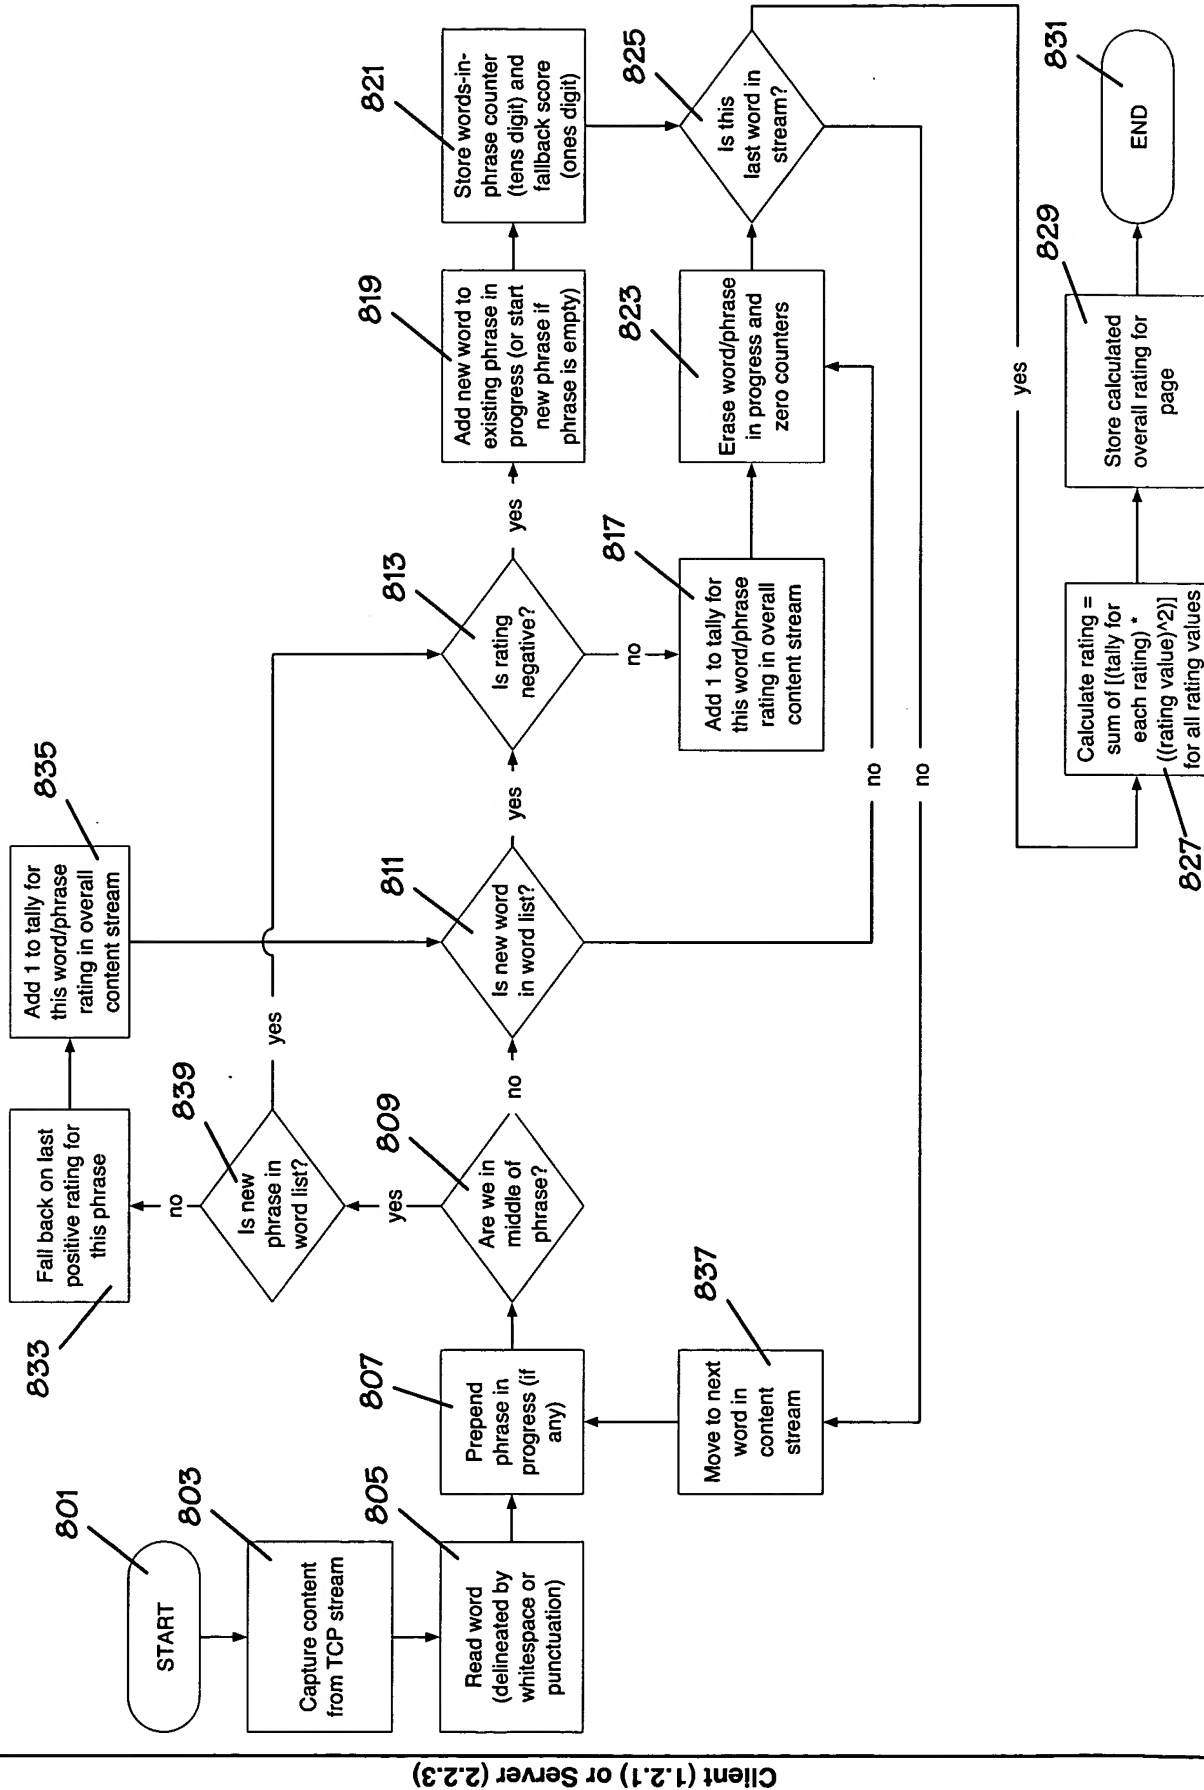 Client (1.2.1) or Server (2.2.3)
801
START
803
Capture content
from TCP stream
805
Read word
(delineated by
whitespace or
punctuation)
807
Prepend
phrase in
progress (if
any)
837
Move to next
word in
content
stream
809
Are we in
middle of
phrase?
yes
no
839
Is new
phrase in
word list?
no
yes
833
Fall back on last
positive rating for
this phrase
835
Add 1 to tally for
this word/phrase
rating in overall
content stream
811
Is new word
in word list?
yes
no
813
Is rating
negative?
yes
no
817
Add 1 to tally for
this word/phrase
rating in overall
content stream
819
Add new word to
existing phrase in
progress (or start
new phrase if
phrase is empty)
821
Store words-in-
phrase counter
(tens digit) and
fallback score
(ones digit)
823
Erase word/phrase
in progress and
zero counters
825
Is this
last word in
stream?
no
yes
827
Calculate rating =
sum of [(tally for
each rating) *
((rating value)^2)]
for all rating values
829
Store calculated
overall rating for
page
831
END